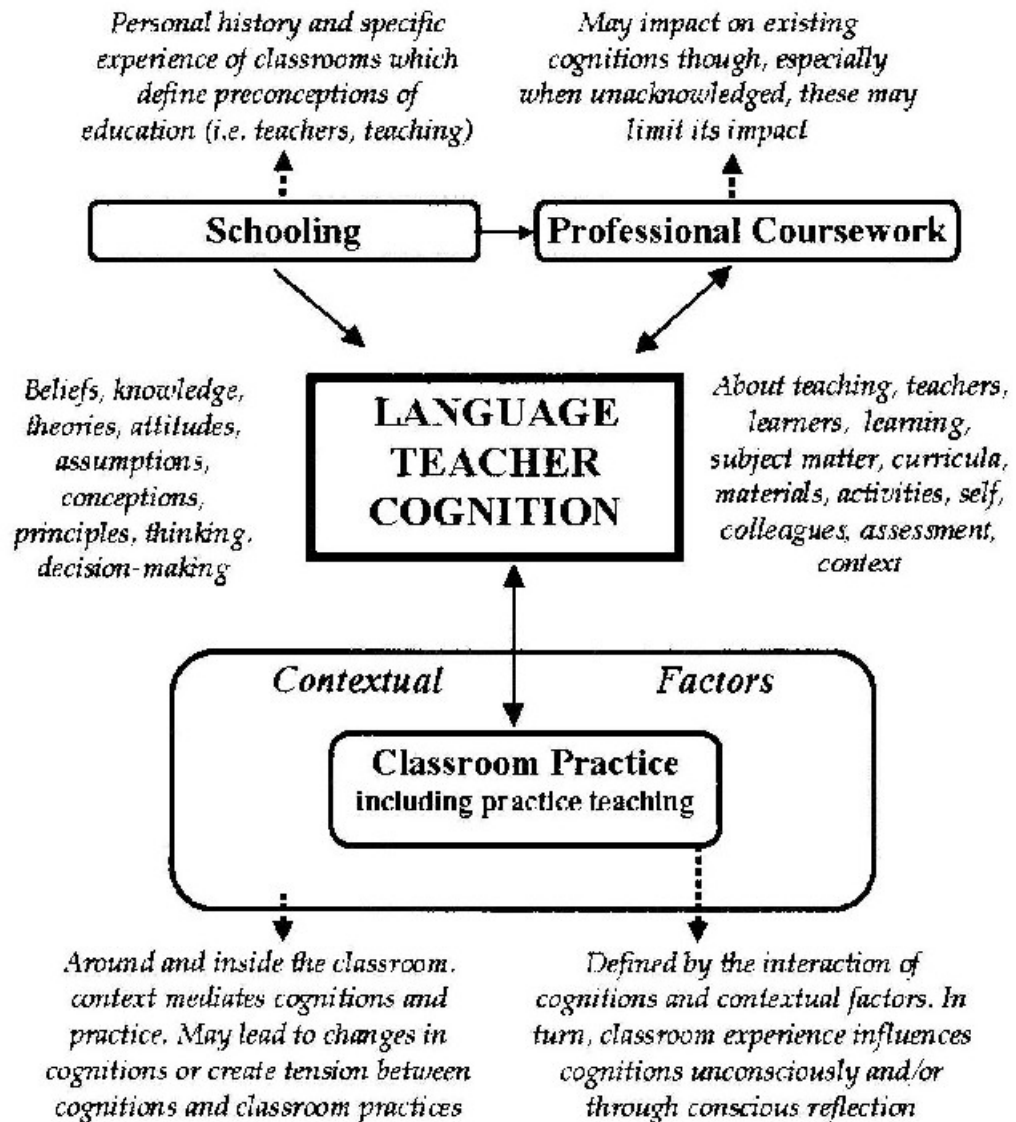 Personal history and specific
experience of classrooms which
define preconceptions of
education (i.e. teachers, teaching)
May impact on existing
cognitions though, especially
when unacknowledged, these may
limit its impact
Schooling
Professional Coursework
Beliefs, knowledge,
theories, attitudes,
assumptions,
conceptions,
principles, thinking,
decision-making
LANGUAGE
TEACHER
COGNITION
About teaching, teachers,
learners, learning,
subject matter, curricula,
materials, activities, self,
colleagues, assessment,
context
Contextual Factors
Classroom Practice
including practice teaching
Around and inside the classroom,
context mediates cognitions and
practice. May lead to changes in
cognitions or create tension between
cognitions and classroom practices
Defined by the interaction of
cognitions and contextual factors. In
turn, classroom experience influences
cognitions unconsciously and/or
through conscious reflection